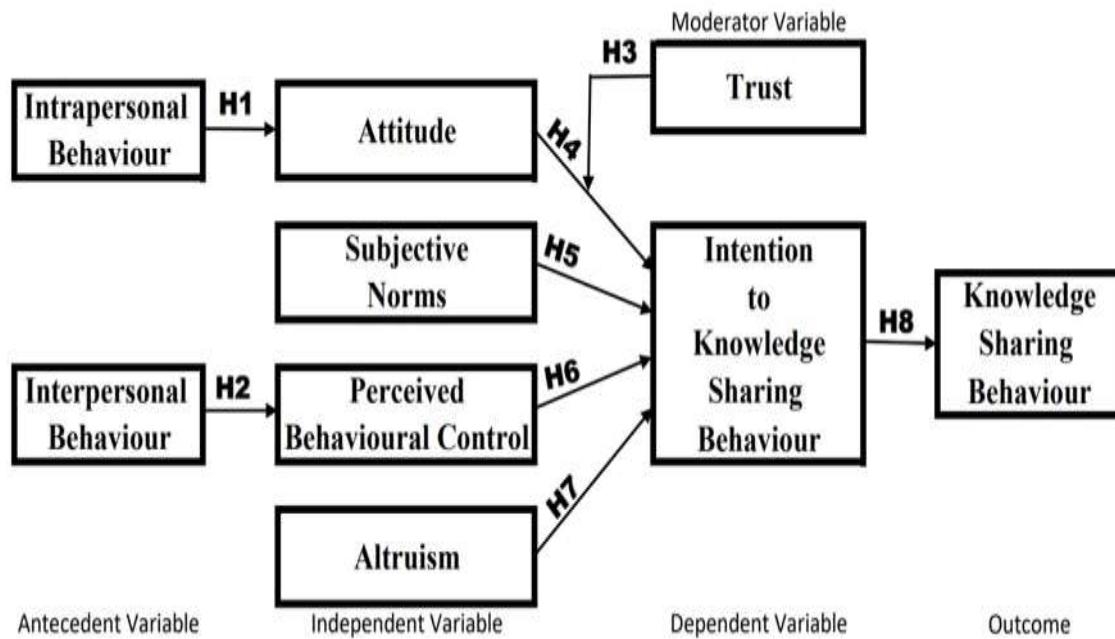 Moderator Variable
H3
Trust
Intrapersonal
Behaviour
H1
Attitude
H4
Subjective
Norms
H5
Intention
to
Knowledge
Sharing
Behaviour
H8
Knowledge
Sharing
Behaviour
Interpersonal
Behaviour
H2
Perceived
Behavioural Control
H6
Altruism
H7
Antecedent Variable
Independent Variable
Dependent Variable
Outcome